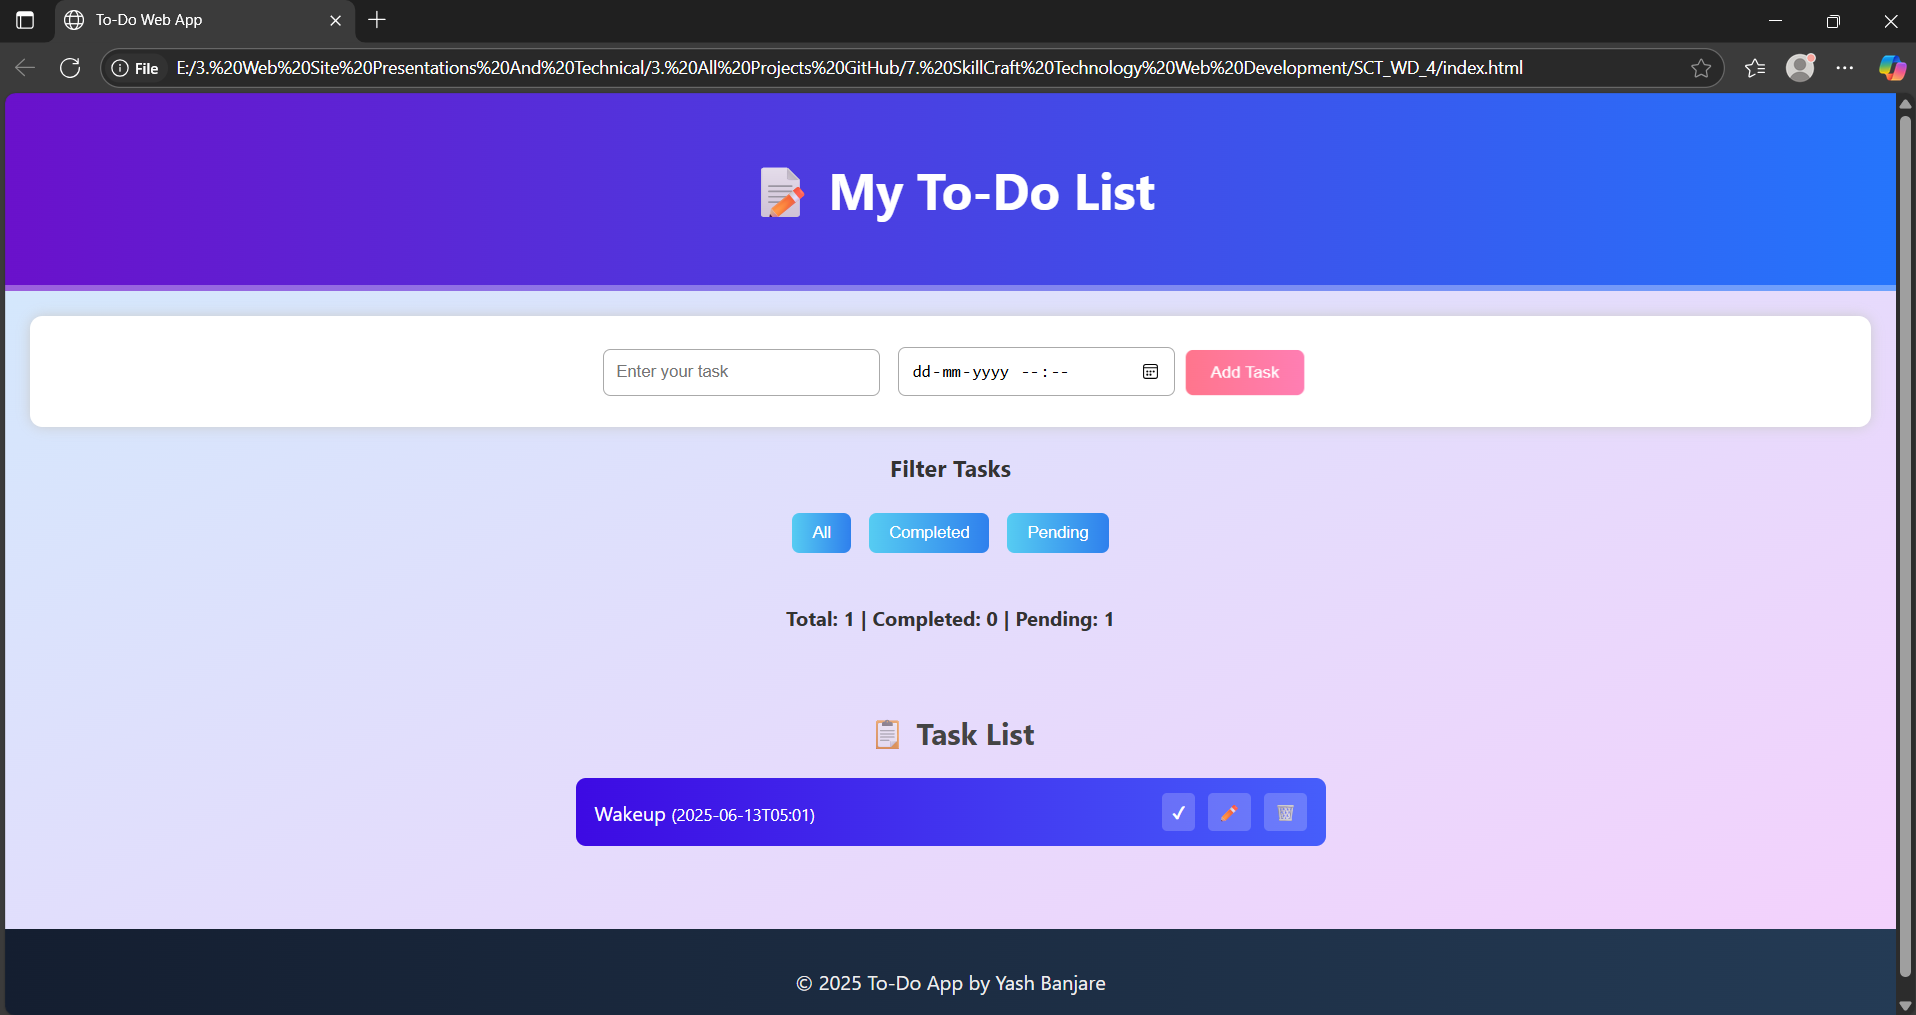 To-Do Web App
File E:/3.%20Web%20Site%20Presentations%20And%20Technical/3.%20All%20Projects%20GitHub/7.%20SkillCraft%20Technology%20Web%20Development/SCT_WD_4/index.html
📝 My To-Do List
Enter your task dd-mm-yyyy --:-- Add Task
Filter Tasks
All Completed Pending
Total: 1 | Completed: 0 | Pending: 1
📋 Task List
Wakeup (2025-06-13T05:01)
© 2025 To-Do App by Yash Banjare